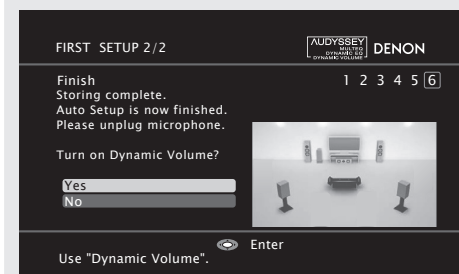 FIRST SETUP 2/2
AUDYSSEY
MULTEQ
DYNAMIC EQ
DYNAMIC VOLUME
DENON
Finish
1 2 3 4 5 6
Storing complete.
Auto Setup is now finished.
Please unplug microphone.
Turn on Dynamic Volume?
Yes
No
Enter
Use "Dynamic Volume".